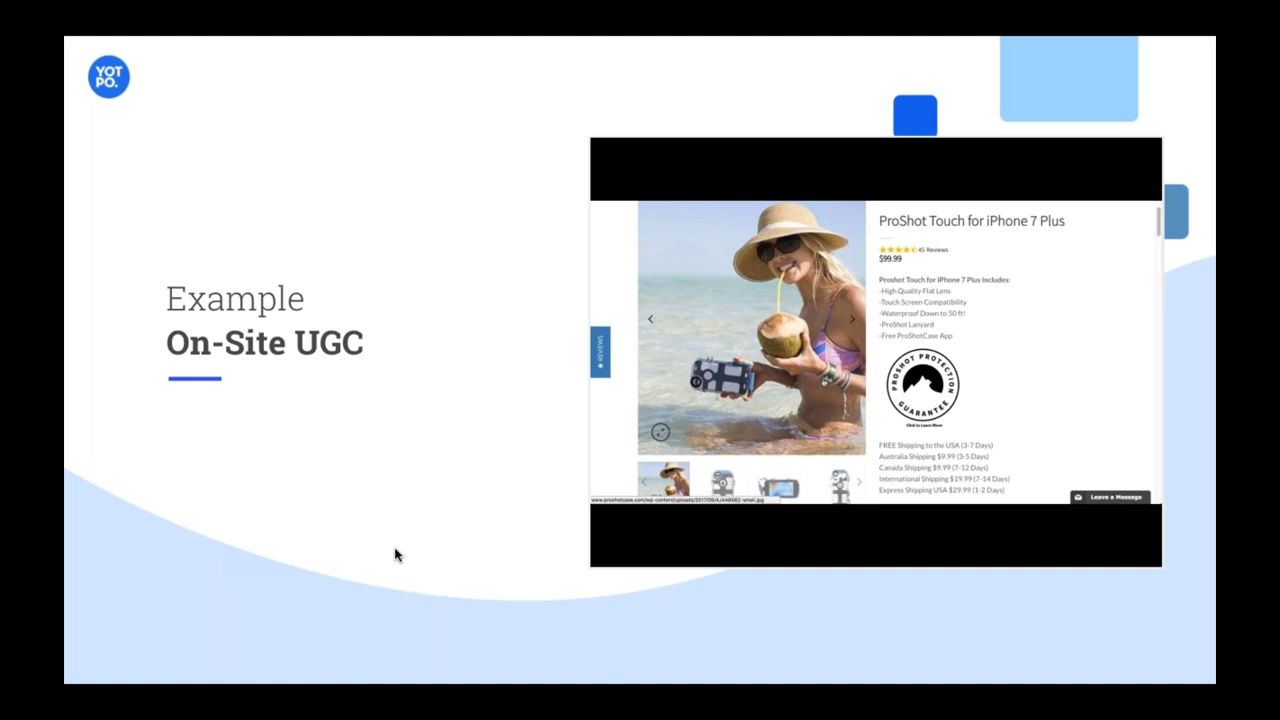 YOT
PO.
Example
On-Site UGC
★ REVIEWS
ProShot Touch for iPhone 7 Plus
45 Reviews
$99.99
Proshot Touch for iPhone 7 Plus Includes:
-High Quality Flat Lens
-Touch Screen Compatibility
-Waterproof Down to 50 ft!
-ProShot Lanyard
-Free ProShotCase App
PROSHOT PROTECTION
GUARANTEE
Click to Learn More
FREE Shipping to the USA (3-7 Days)
Australia Shipping $9.99 (3-5 Days)
Canada Shipping $9.99 (7-12 Days)
International Shipping $19.99 (7-14 Days)
Express Shipping USA $29.99 (1-2 Days)
Leave a Message